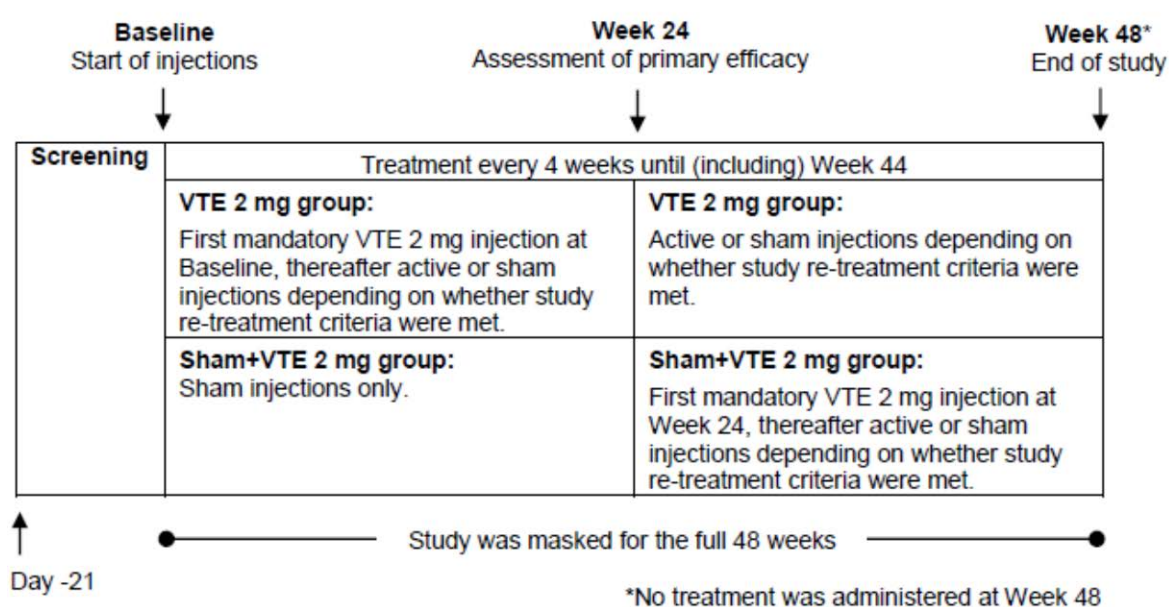 Baseline
Start of injections
Week 24
Assessment of primary efficacy
Week 48*
End of study
Screening
Treatment every 4 weeks until (including) Week 44
VTE 2 mg group:
First mandatory VTE 2 mg injection at
Baseline, thereafter active or sham
injections depending on whether study
re-treatment criteria were met.
VTE 2 mg group:
Active or sham injections depending on
whether study re-treatment criteria were
met.
Sham+VTE 2 mg group:
Sham injections only.
Sham+VTE 2 mg group:
First mandatory VTE 2 mg injection at
Week 24, thereafter active or sham
injections depending on whether study
re-treatment criteria were met.
Study was masked for the full 48 weeks
Day -21
*No treatment was administered at Week 48